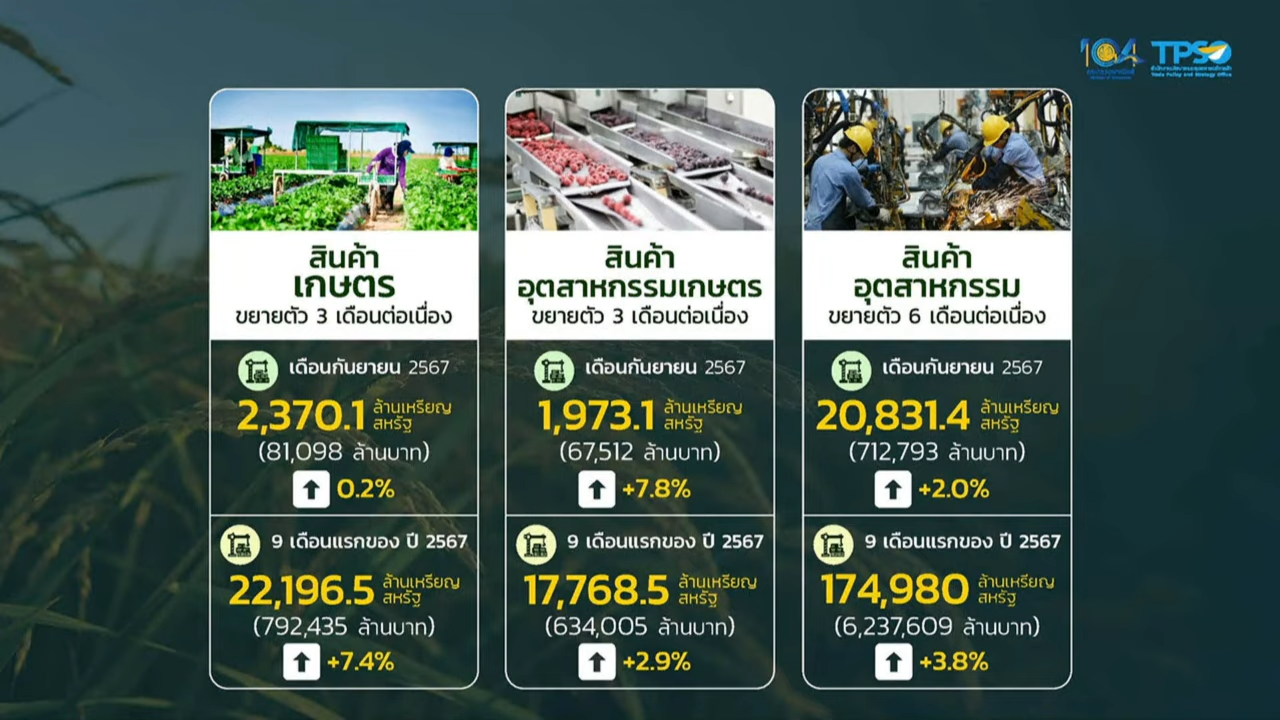 104
TPSO
Trade Policy and Strategy Office
สินค้า
เกษตร
ขยายตัว 3 เดือนต่อเนื่อง
เดือนกันยายน 2567
2,370.1 ล้านเหรียญ
สหรัฐ
(81,098 ล้านบาท)
0.2%
9 เดือนแรกของ ปี 2567
22,196.5 ล้านเหรียญ
สหรัฐ
(792,435 ล้านบาท)
+7.4%
สินค้า
อุตสาหกรรมเกษตร
ขยายตัว 3 เดือนต่อเนื่อง
เดือนกันยายน 2567
1,973.1 ล้านเหรียญ
สหรัฐ
(67,512 ล้านบาท)
+7.8%
9 เดือนแรกของ ปี 2567
17,768.5 ล้านเหรียญ
สหรัฐ
(634,005 ล้านบาท)
+2.9%
สินค้า
อุตสาหกรรม
ขยายตัว 6 เดือนต่อเนื่อง
เดือนกันยายน 2567
20,831.4 ล้านเหรียญ
สหรัฐ
(712,793 ล้านบาท)
+2.0%
9 เดือนแรกของ ปี 2567
174,980 ล้านเหรียญ
สหรัฐ
(6,237,609 ล้านบาท)
+3.8%